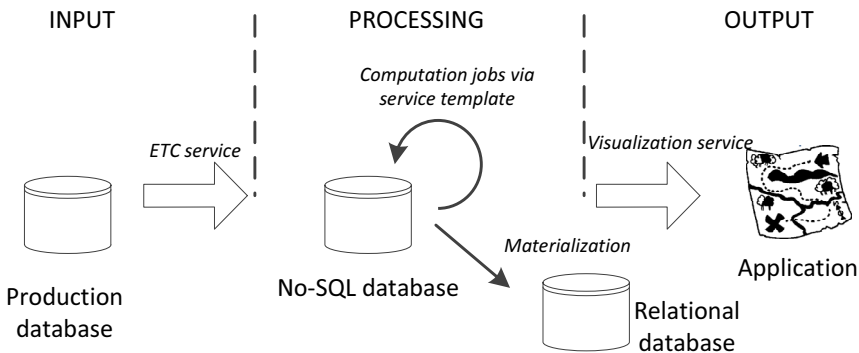 INPUT
PROCESSING
OUTPUT
Computation jobs via
service template
ETC service
Visualization service
Materialization
Production
database
No-SQL database
Relational
database
Application